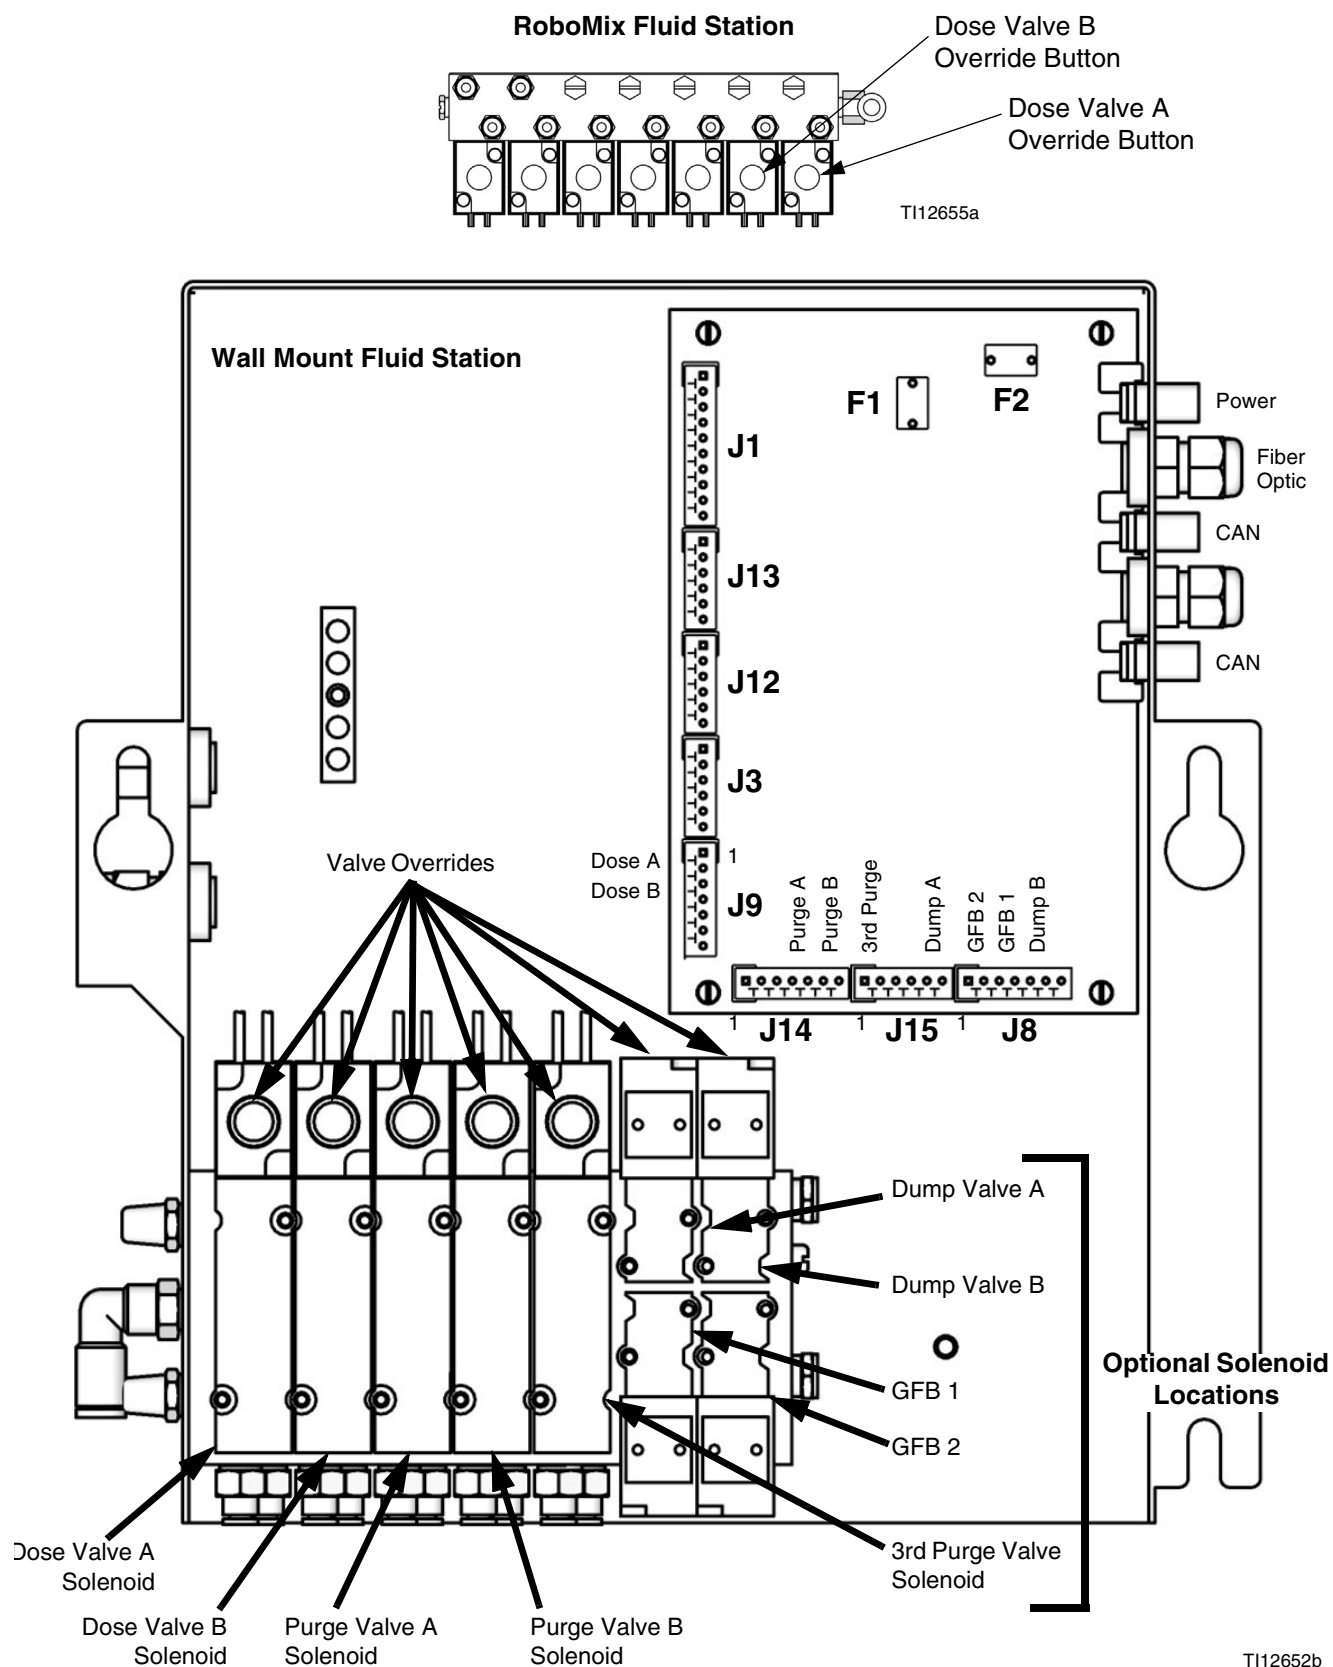 RoboMix Fluid Station
Dose Valve B
Override Button
Dose Valve A
Override Button
TI12655a
Wall Mount Fluid Station
F1
F2
Power
Fiber
Optic
CAN
CAN
J1
J13
J12
J3
J9
Valve Overrides
Dose A
Dose B
1
Purge A
Purge B
3rd Purge
Dump A
GFB 2
GFB 1
Dump B
1
J14
1
J15
1
J8
Dump Valve A
Dump Valve B
GFB 1
GFB 2
Optional Solenoid
Locations
3rd Purge Valve
Solenoid
Dose Valve A
Solenoid
Dose Valve B
Solenoid
Purge Valve A
Solenoid
Purge Valve B
Solenoid
TI12652b